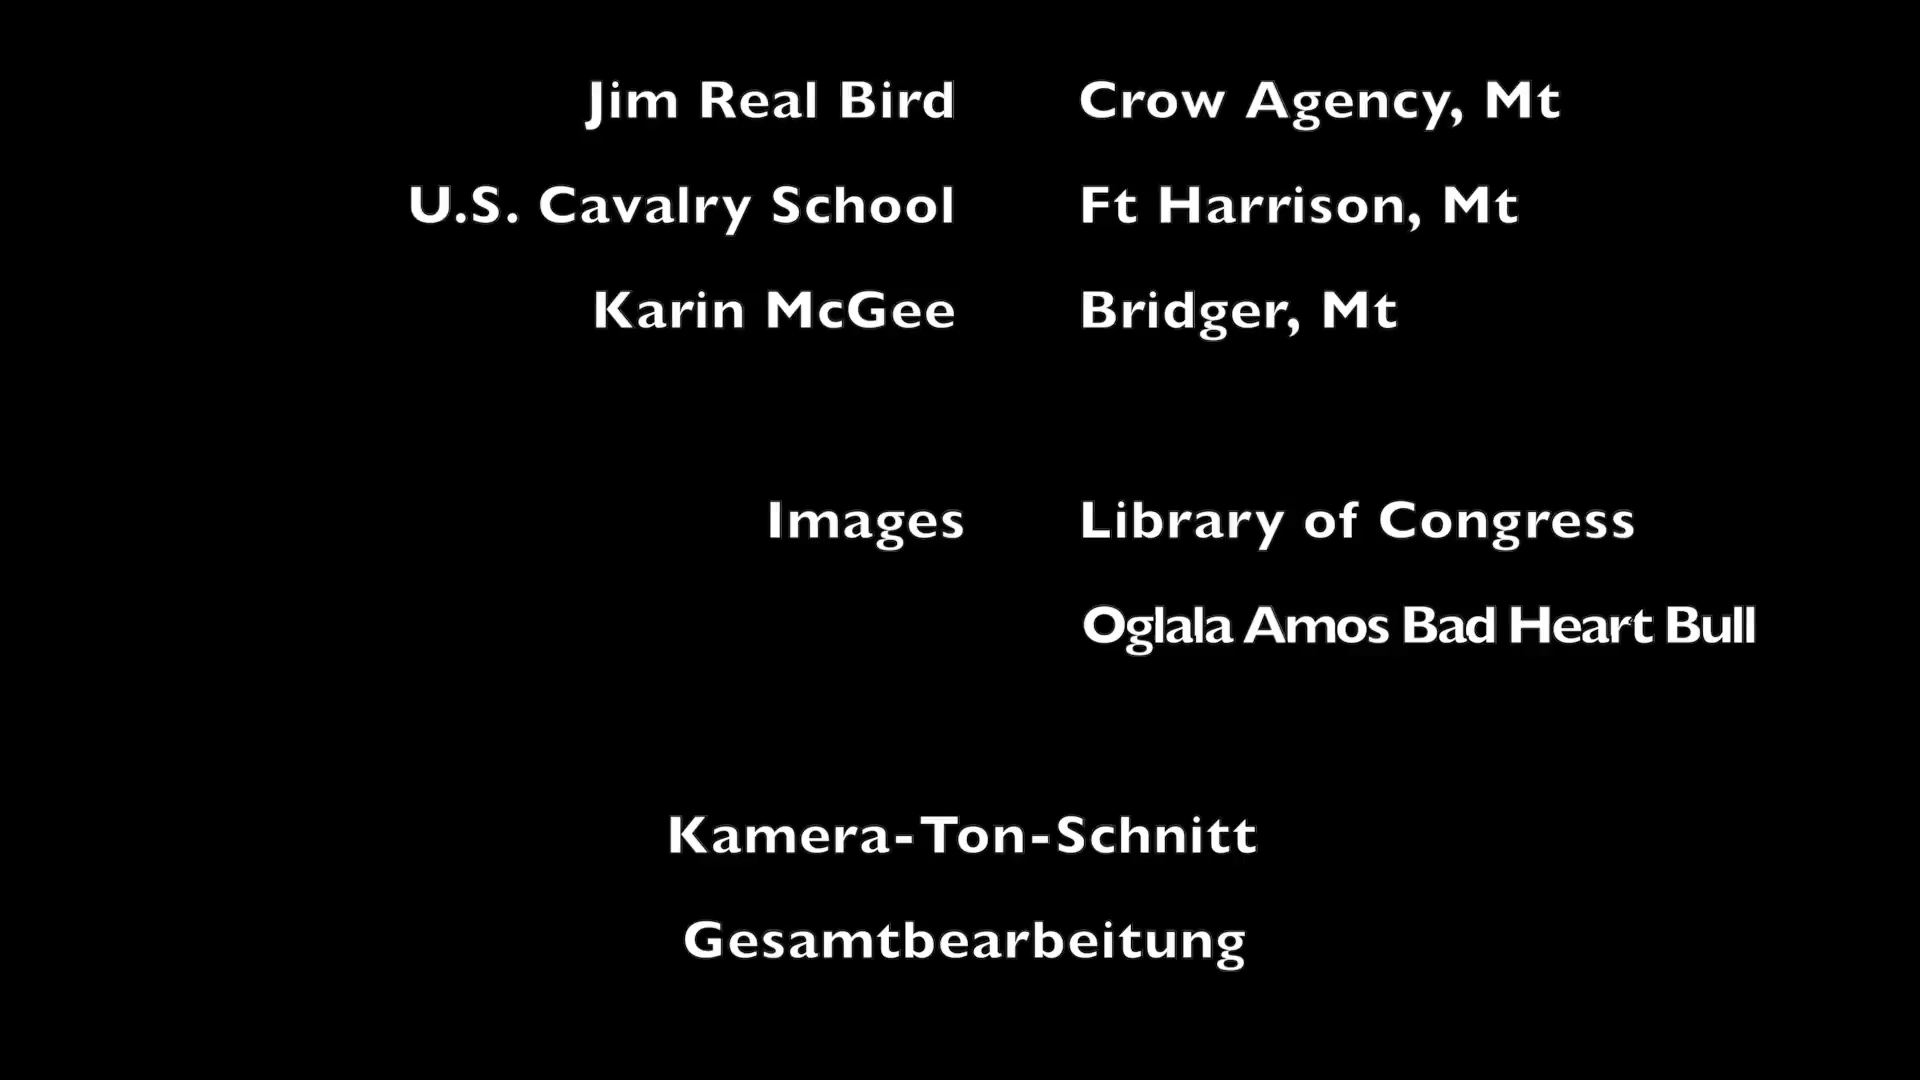 Jim Real Bird Crow Agency, Mt
U.S. Cavalry School Ft Harrison, Mt
Karin McGee Bridger, Mt
Images Library of Congress
Oglala Amos Bad Heart Bull
Kamera-Ton-Schnitt
Gesamtbearbeitung